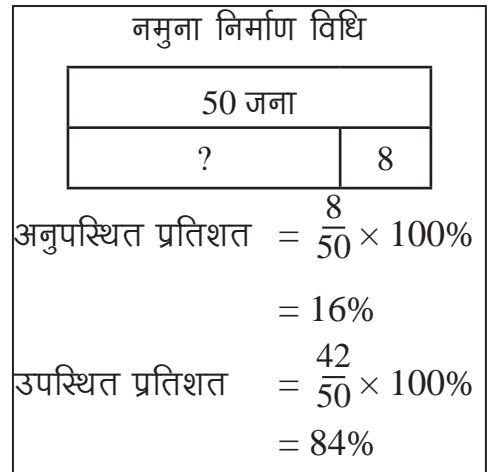 नमुना निर्माण विधि
50 जना
? 8
अनुपस्थित प्रतिशत = 8/50 × 100%
= 16%
उपस्थित प्रतिशत = 42/50 × 100%
= 84%